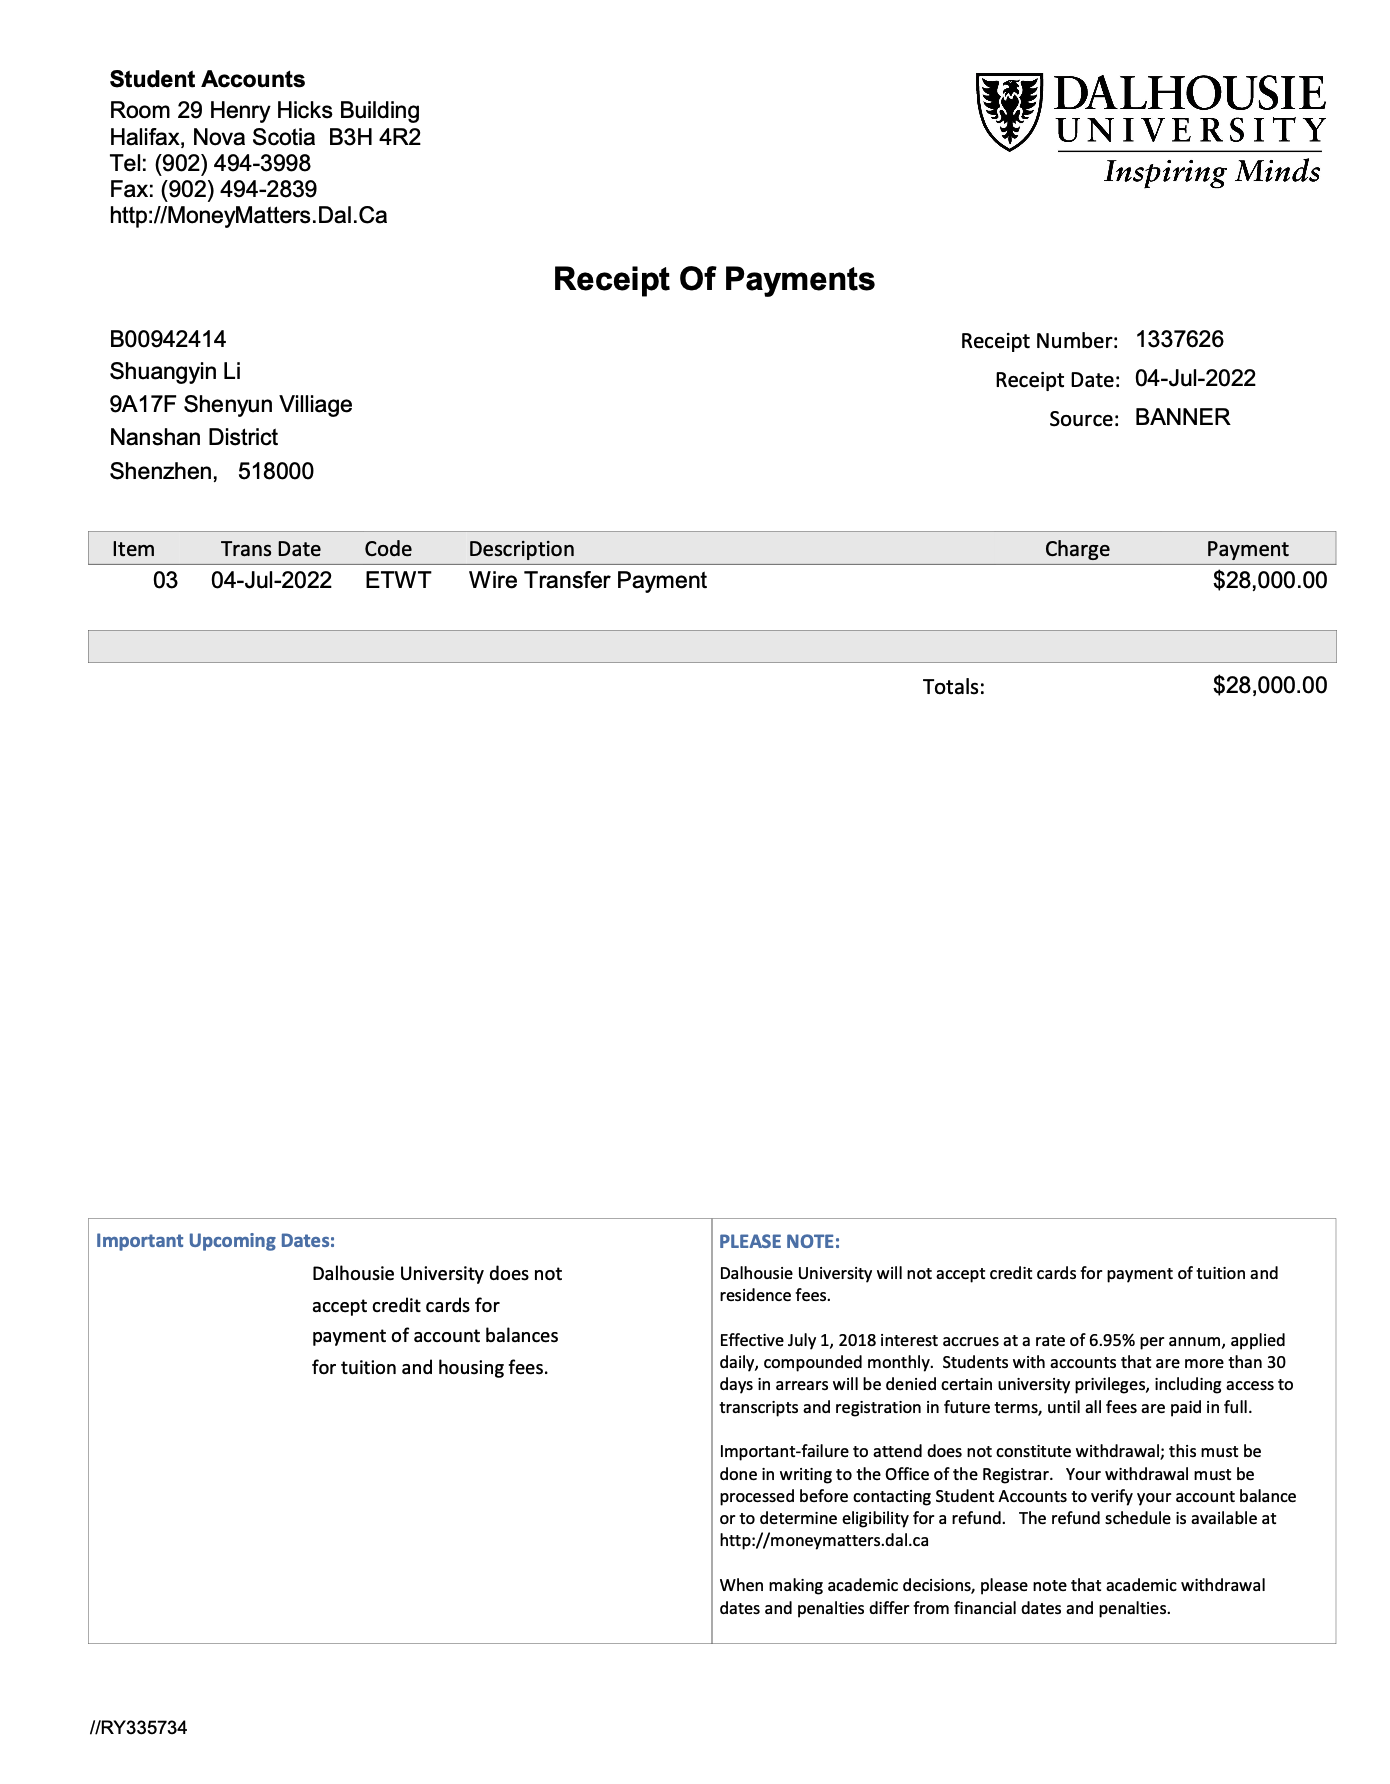 Student Accounts
Room 29 Henry Hicks Building
Halifax, Nova Scotia  B3H 4R2
Tel: (902) 494-3998
Fax: (902) 494-2839
http://MoneyMatters.Dal.Ca
DALHOUSIE
UNIVERSITY
Inspiring Minds
Receipt Of Payments
B00942414
Shuangyin Li
9A17F Shenyun Villiage
Nanshan District
Shenzhen,   518000
Receipt Number: 1337626
Receipt Date: 04-Jul-2022
Source: BANNER
Item Trans Date Code Description Charge Payment
03 04-Jul-2022 ETWT Wire Transfer Payment $28,000.00
Totals: $28,000.00
Important Upcoming Dates:
Dalhousie University does not
accept credit cards for
payment of account balances
for tuition and housing fees.
PLEASE NOTE:
Dalhousie University will not accept credit cards for payment of tuition and
residence fees.
Effective July 1, 2018 interest accrues at a rate of 6.95% per annum, applied
daily, compounded monthly.  Students with accounts that are more than 30
days in arrears will be denied certain university privileges, including access to
transcripts and registration in future terms, until all fees are paid in full.
Important-failure to attend does not constitute withdrawal; this must be
done in writing to the Office of the Registrar.   Your withdrawal must be
processed before contacting Student Accounts to verify your account balance
or to determine eligibility for a refund.   The refund schedule is available at
http://moneymatters.dal.ca
When making academic decisions, please note that academic withdrawal
dates and penalties differ from financial dates and penalties.
//RY335734